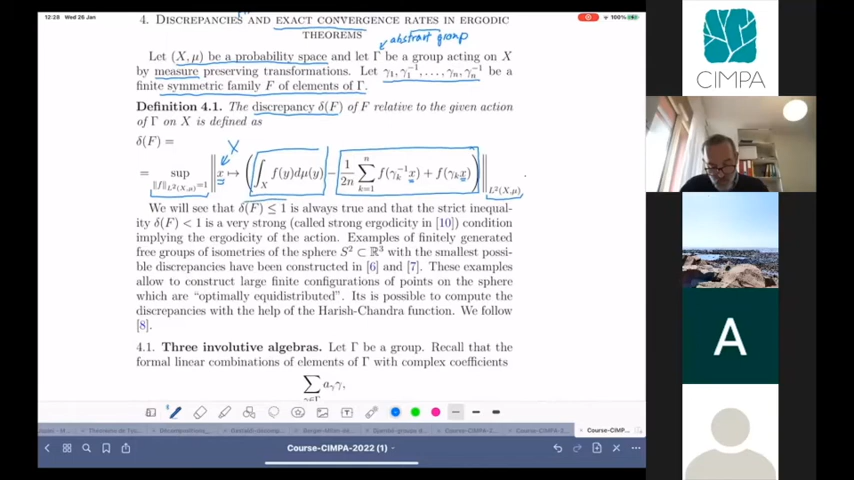 12:28 Wed 26 Jan
100%
4. DISCREPANCIES AND EXACT CONVERGENCE RATES IN ERGODIC
THEOREMS
abstract group
Let (X, μ) be a probability space and let Γ be a group acting on X
by measure preserving transformations. Let γ₁, γ₁⁻¹, . . . , γₙ, γₙ⁻¹ be a
finite symmetric family F of elements of Γ.
Definition 4.1. The discrepancy δ(F) of F relative to the given action
of Γ on X is defined as
δ(F) =
X
= sup_{‖f‖_{L²(X,μ)}=1} ‖ x ↦ ( ∫_X f(y)dμ(y) − 1/2n ∑_{k=1}^{n} f(γₖ⁻¹x) + f(γₖx) ) ‖_{L²(X,μ)} .
We will see that δ(F) ≤ 1 is always true and that the strict inequal-
ity δ(F) < 1 is a very strong (called strong ergodicity in [10]) condition
implying the ergodicity of the action. Examples of finitely generated
free groups of isometries of the sphere S² ⊂ ℝ³ with the smallest possi-
ble discrepancies have been constructed in [6] and [7]. These examples
allow to construct large finite configurations of points on the sphere
which are “optimally equidistributed”. Its is possible to compute the
discrepancies with the help of the Harish-Chandra function. We follow
[8].
4.1. Three involutive algebras. Let Γ be a group. Recall that the
formal linear combinations of elements of Γ with complex coefficients
∑_{γ∈Γ} a_γ γ,
Course-CIMPA-2022 (1)
CIMPA
A